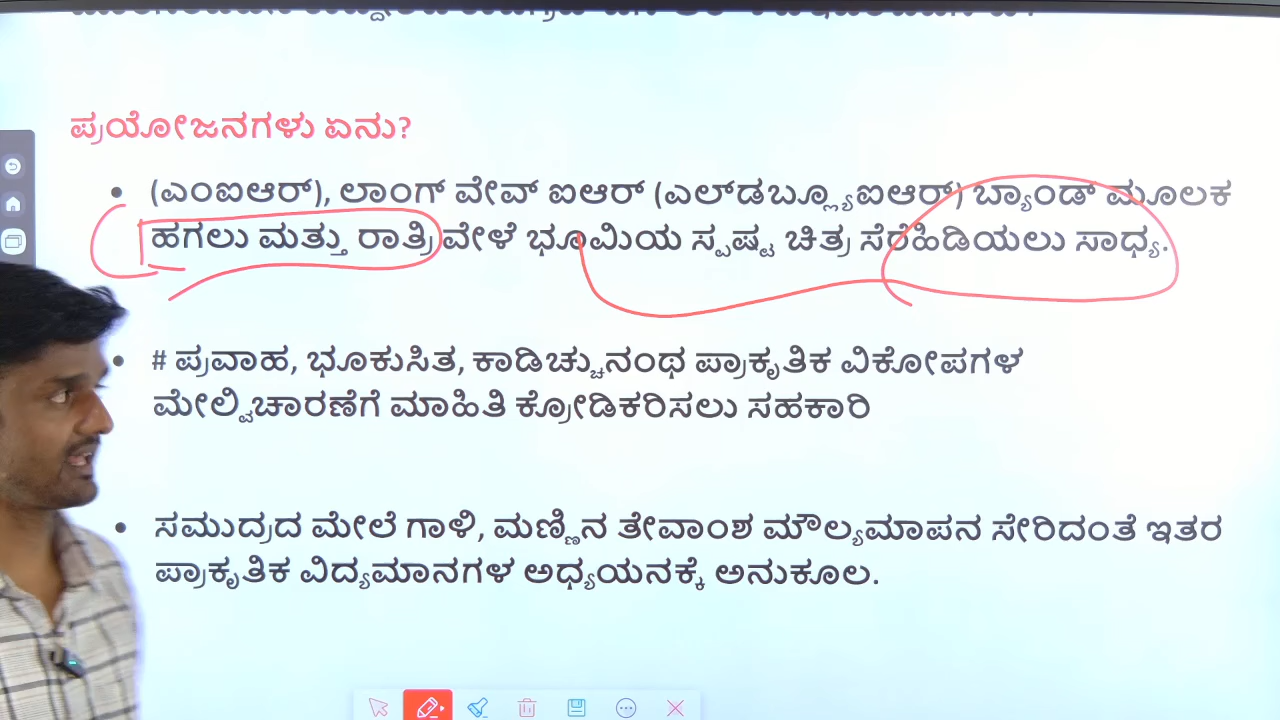 ಪ್ರಯೋಜನಗಳು ಏನು?
(ಎಂಐಆರ್), ಲಾಂಗ್ ವೇವ್ ಐಆರ್ (ಎಲ್‌ಡಬ್ಲ್ಯೂಐಆರ್) ಬ್ಯಾಂಡ್ ಮೂಲಕ
ಹಗಲು ಮತ್ತು ರಾತ್ರಿ ವೇಳೆ ಭೂಮಿಯ ಸ್ಪಷ್ಟ ಚಿತ್ರ ಸೆರೆಹಿಡಿಯಲು ಸಾಧ್ಯ.
# ಪ್ರವಾಹ, ಭೂಕುಸಿತ, ಕಾಡಿಚ್ಚುನಂಥ ಪ್ರಾಕೃತಿಕ ವಿಕೋಪಗಳ
ಮೇಲ್ವಿಚಾರಣೆಗೆ ಮಾಹಿತಿ ಕ್ರೋಡಿಕರಿಸಲು ಸಹಕಾರಿ
ಸಮುದ್ರದ ಮೇಲೆ ಗಾಳಿ, ಮಣ್ಣಿನ ತೇವಾಂಶ ಮೌಲ್ಯಮಾಪನ ಸೇರಿದಂತೆ ಇತರ
ಪ್ರಾಕೃತಿಕ ವಿದ್ಯಮಾನಗಳ ಅಧ್ಯಯನಕ್ಕೆ ಅನುಕೂಲ.